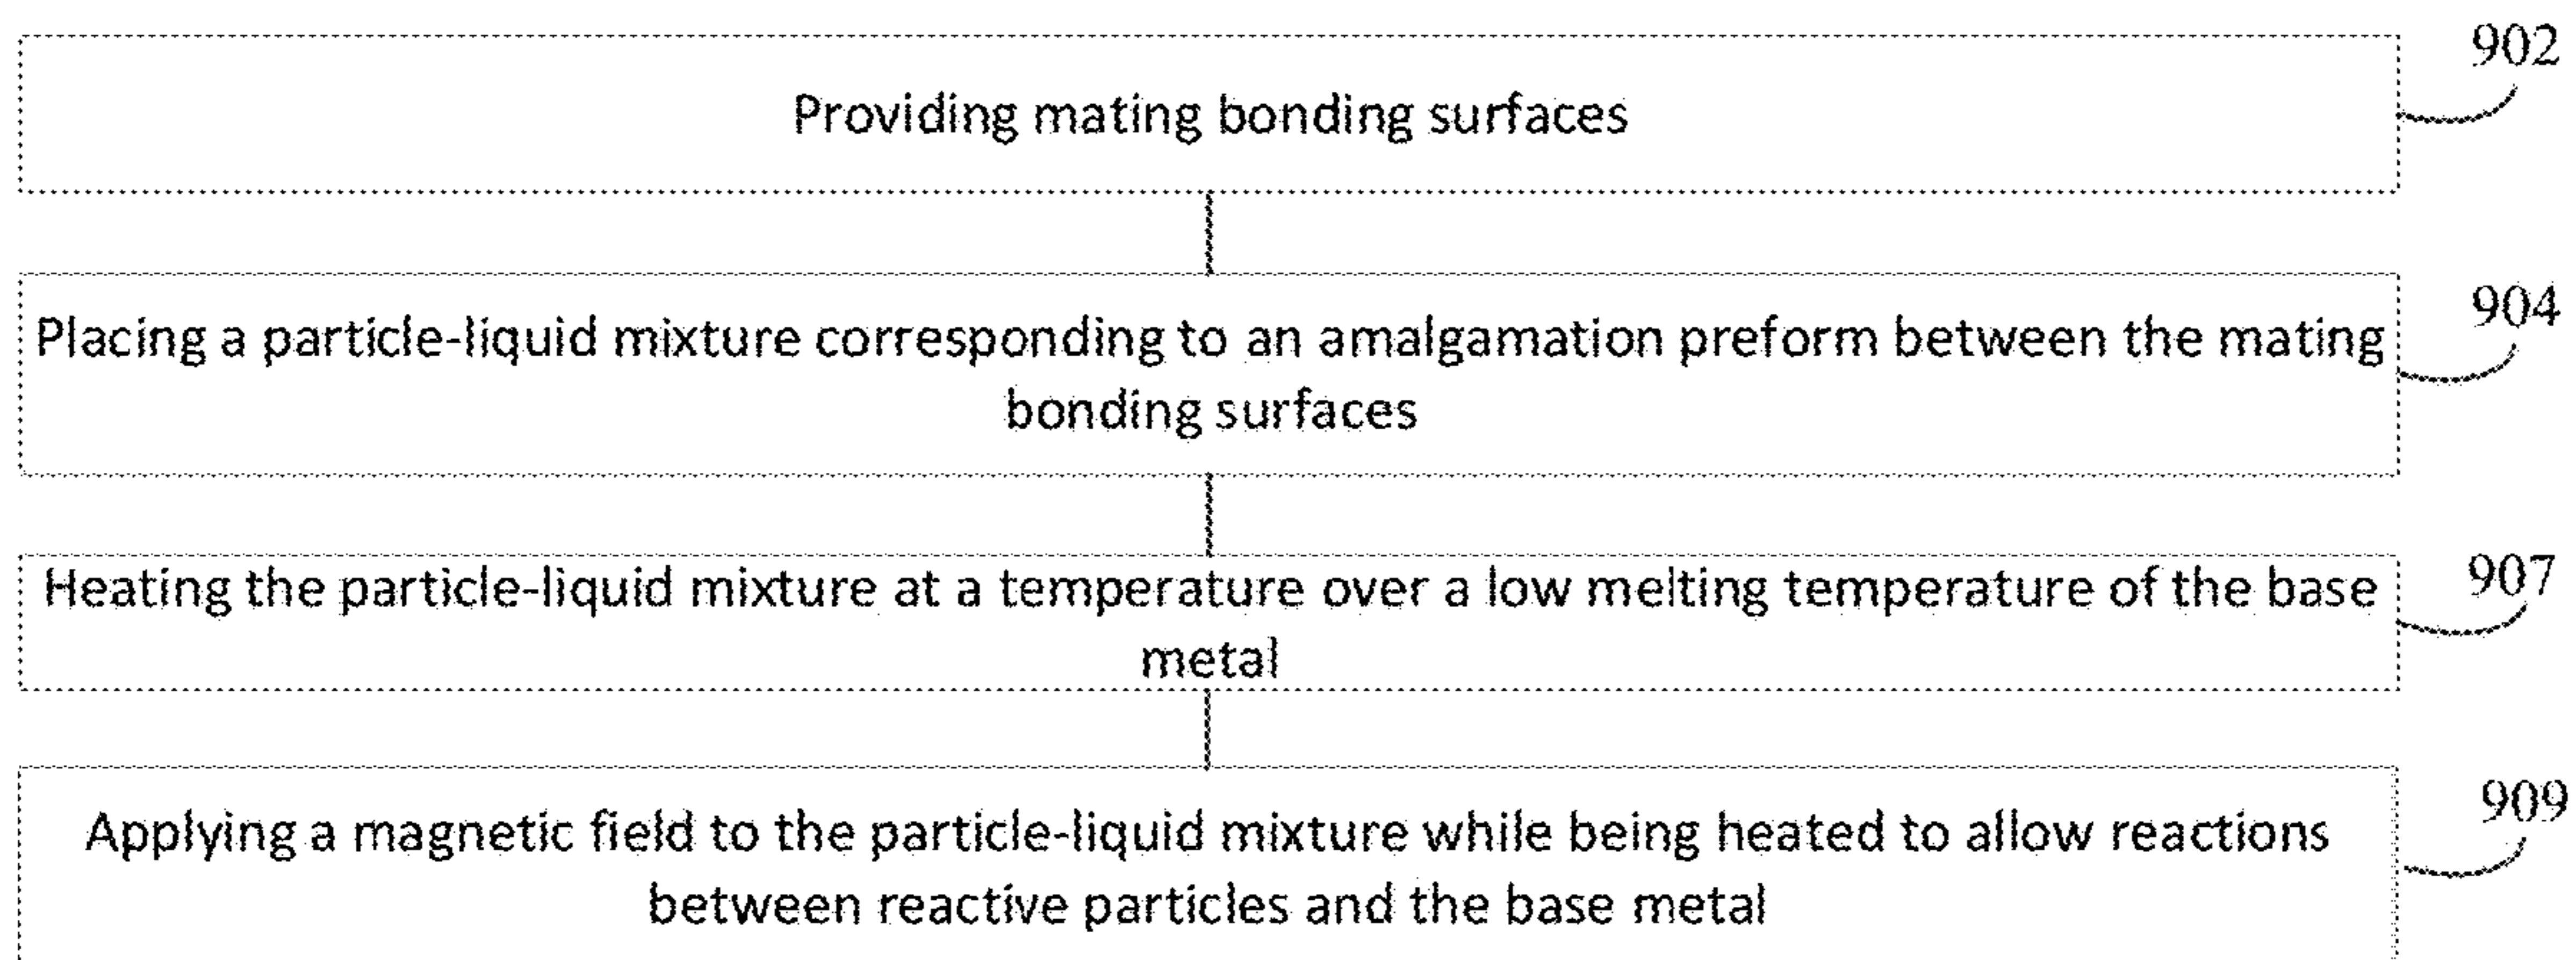 902
Providing mating bonding surfaces
904
Placing a particle-liquid mixture corresponding to an amalgamation preform between the mating
bonding surfaces
907
Heating the particle-liquid mixture at a temperature over a low melting temperature of the base
metal
909
Applying a magnetic field to the particle-liquid mixture while being heated to allow reactions
between reactive particles and the base metal